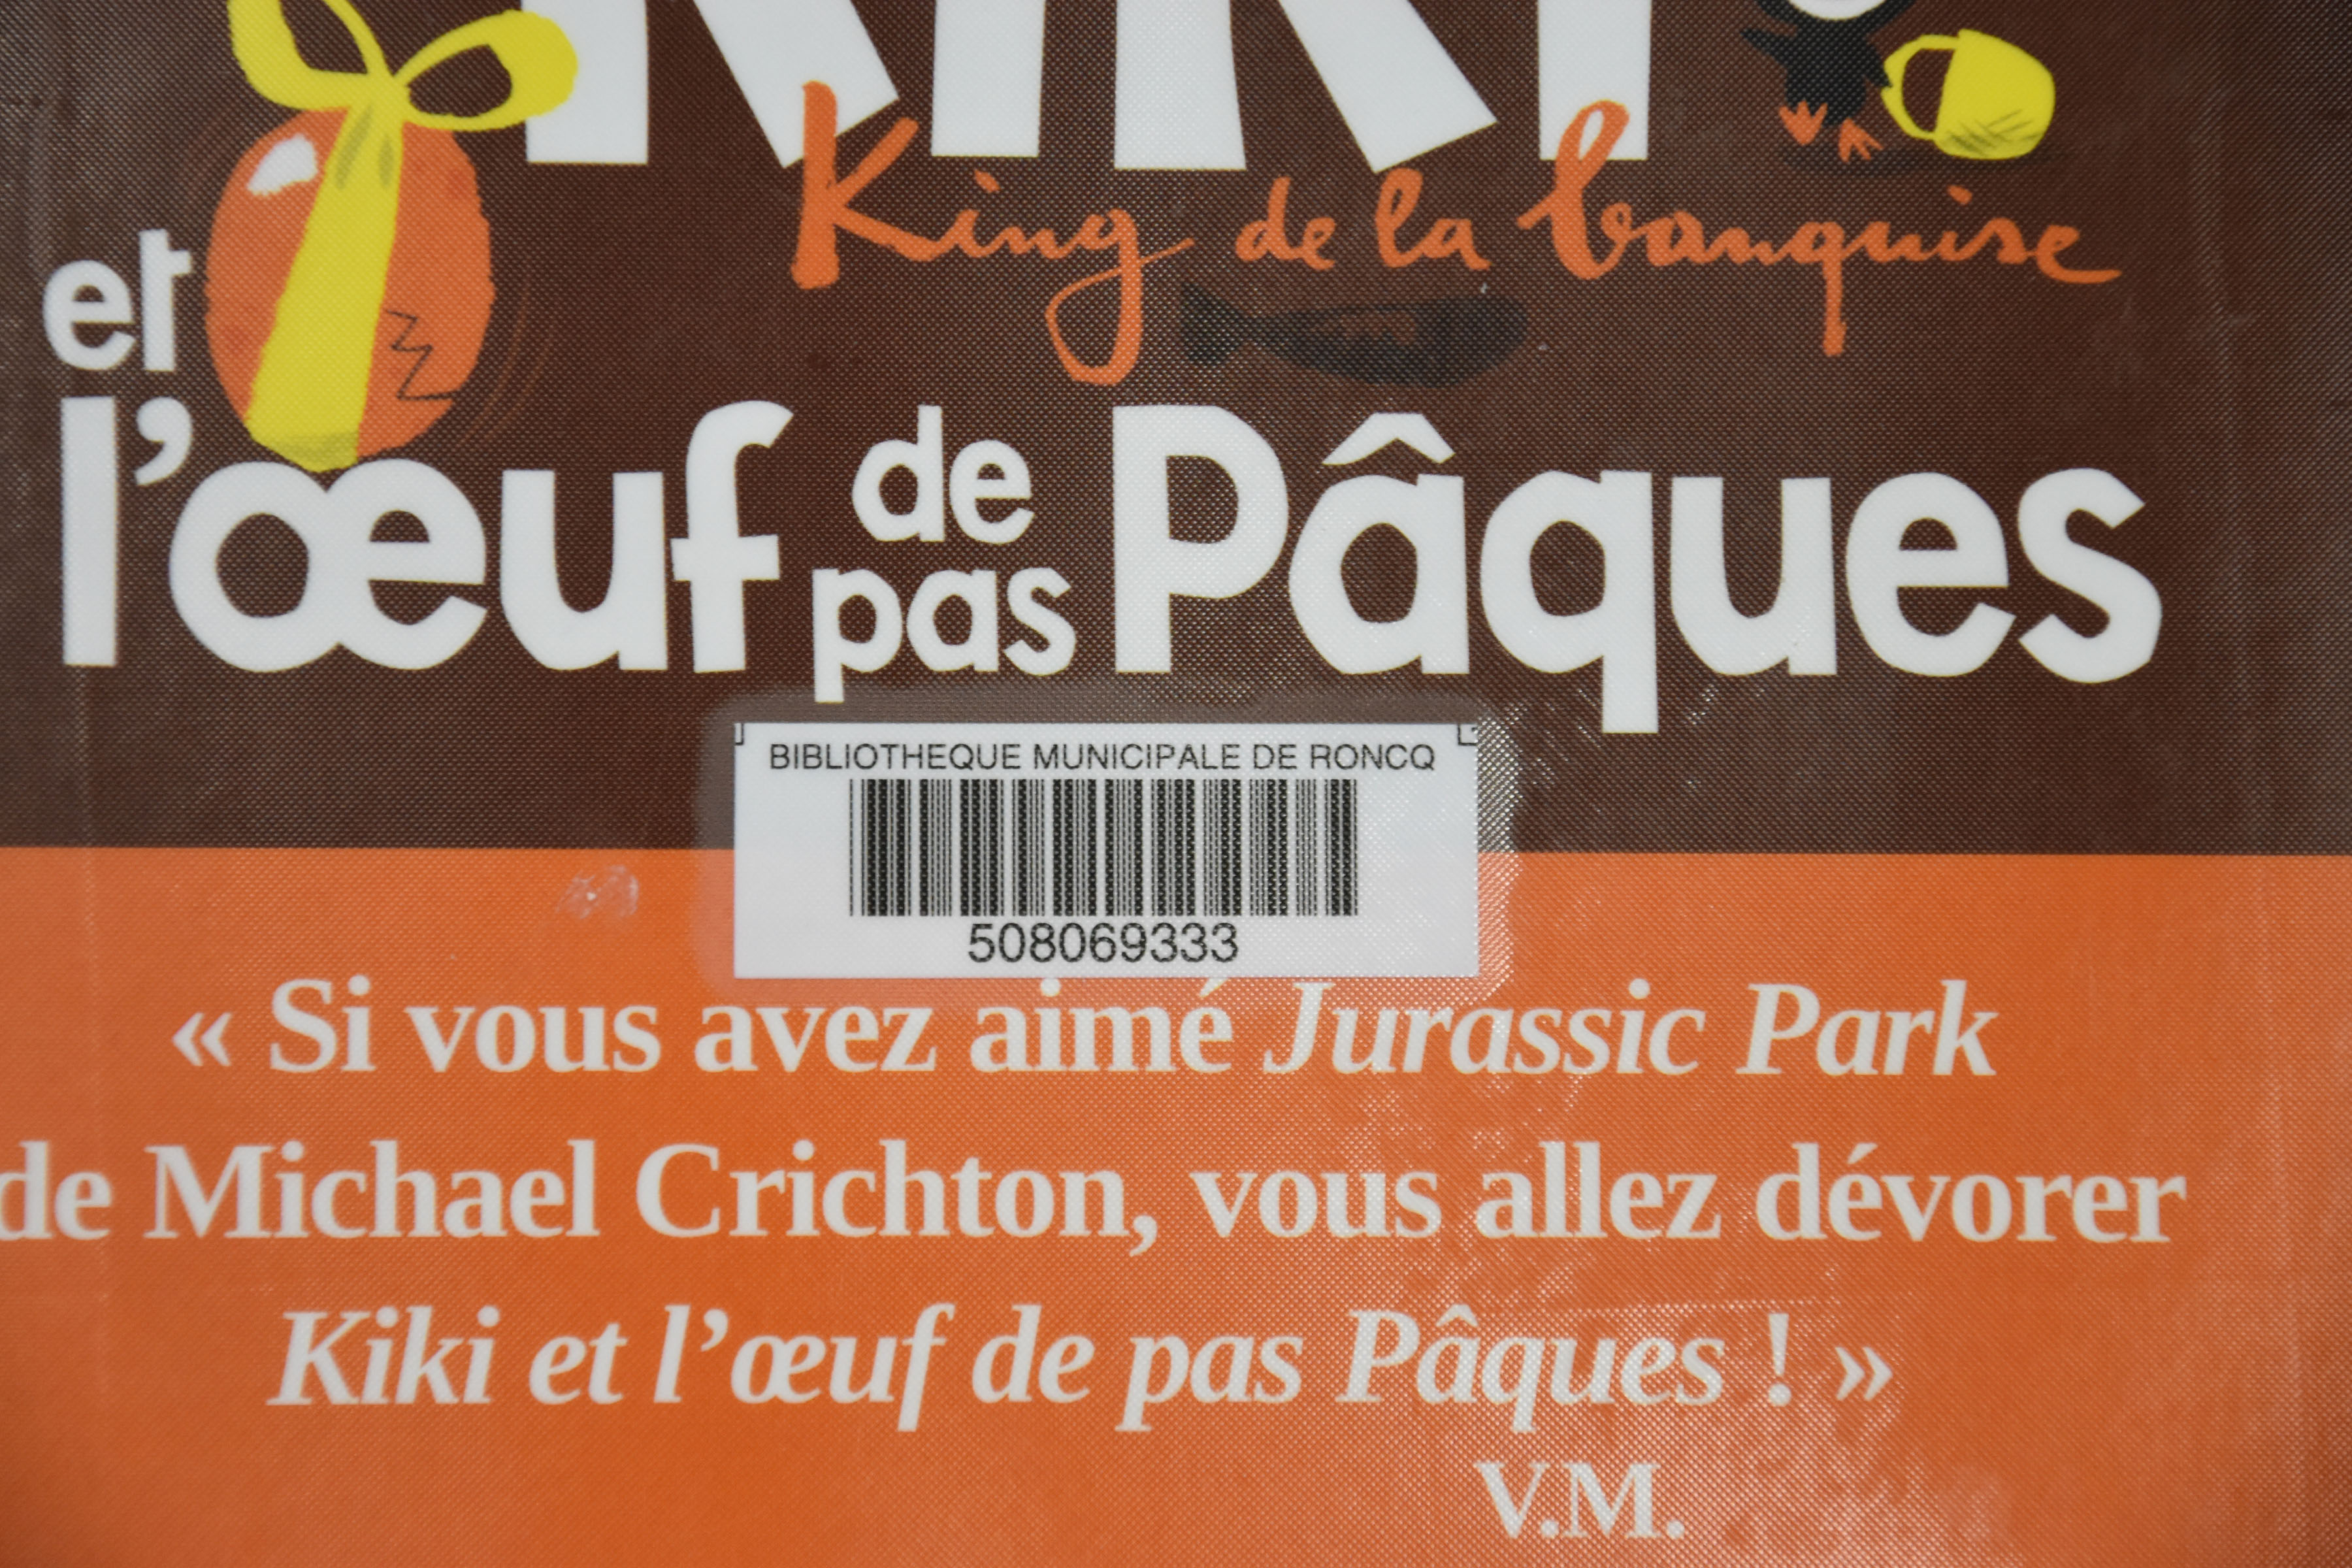 KIKI
King de la banquise
et
l'œuf de pas Pâques
BIBLIOTHEQUE MUNICIPALE DE RONCQ
508069333
« Si vous avez aimé Jurassic Park
de Michael Crichton, vous allez dévorer
Kiki et l'œuf de pas Pâques ! »
V.M.